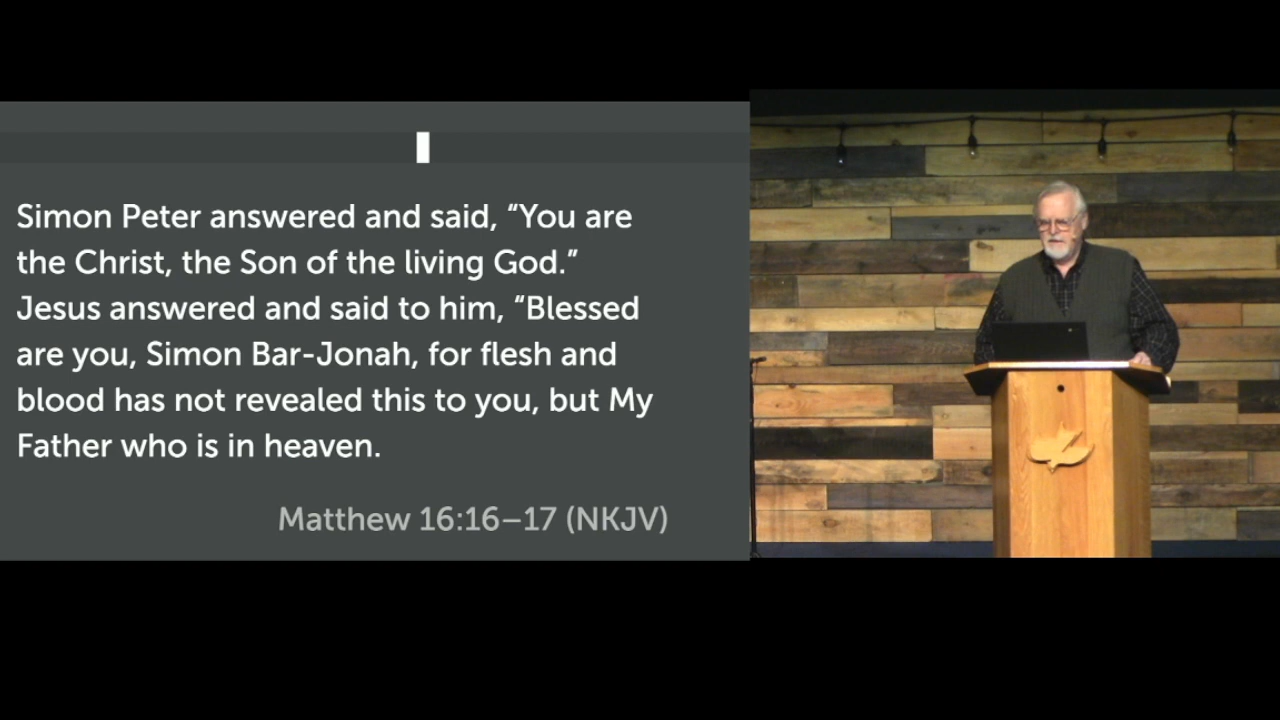 Simon Peter answered and said, “You are
the Christ, the Son of the living God.”
Jesus answered and said to him, “Blessed
are you, Simon Bar-Jonah, for flesh and
blood has not revealed this to you, but My
Father who is in heaven.
Matthew 16:16–17 (NKJV)